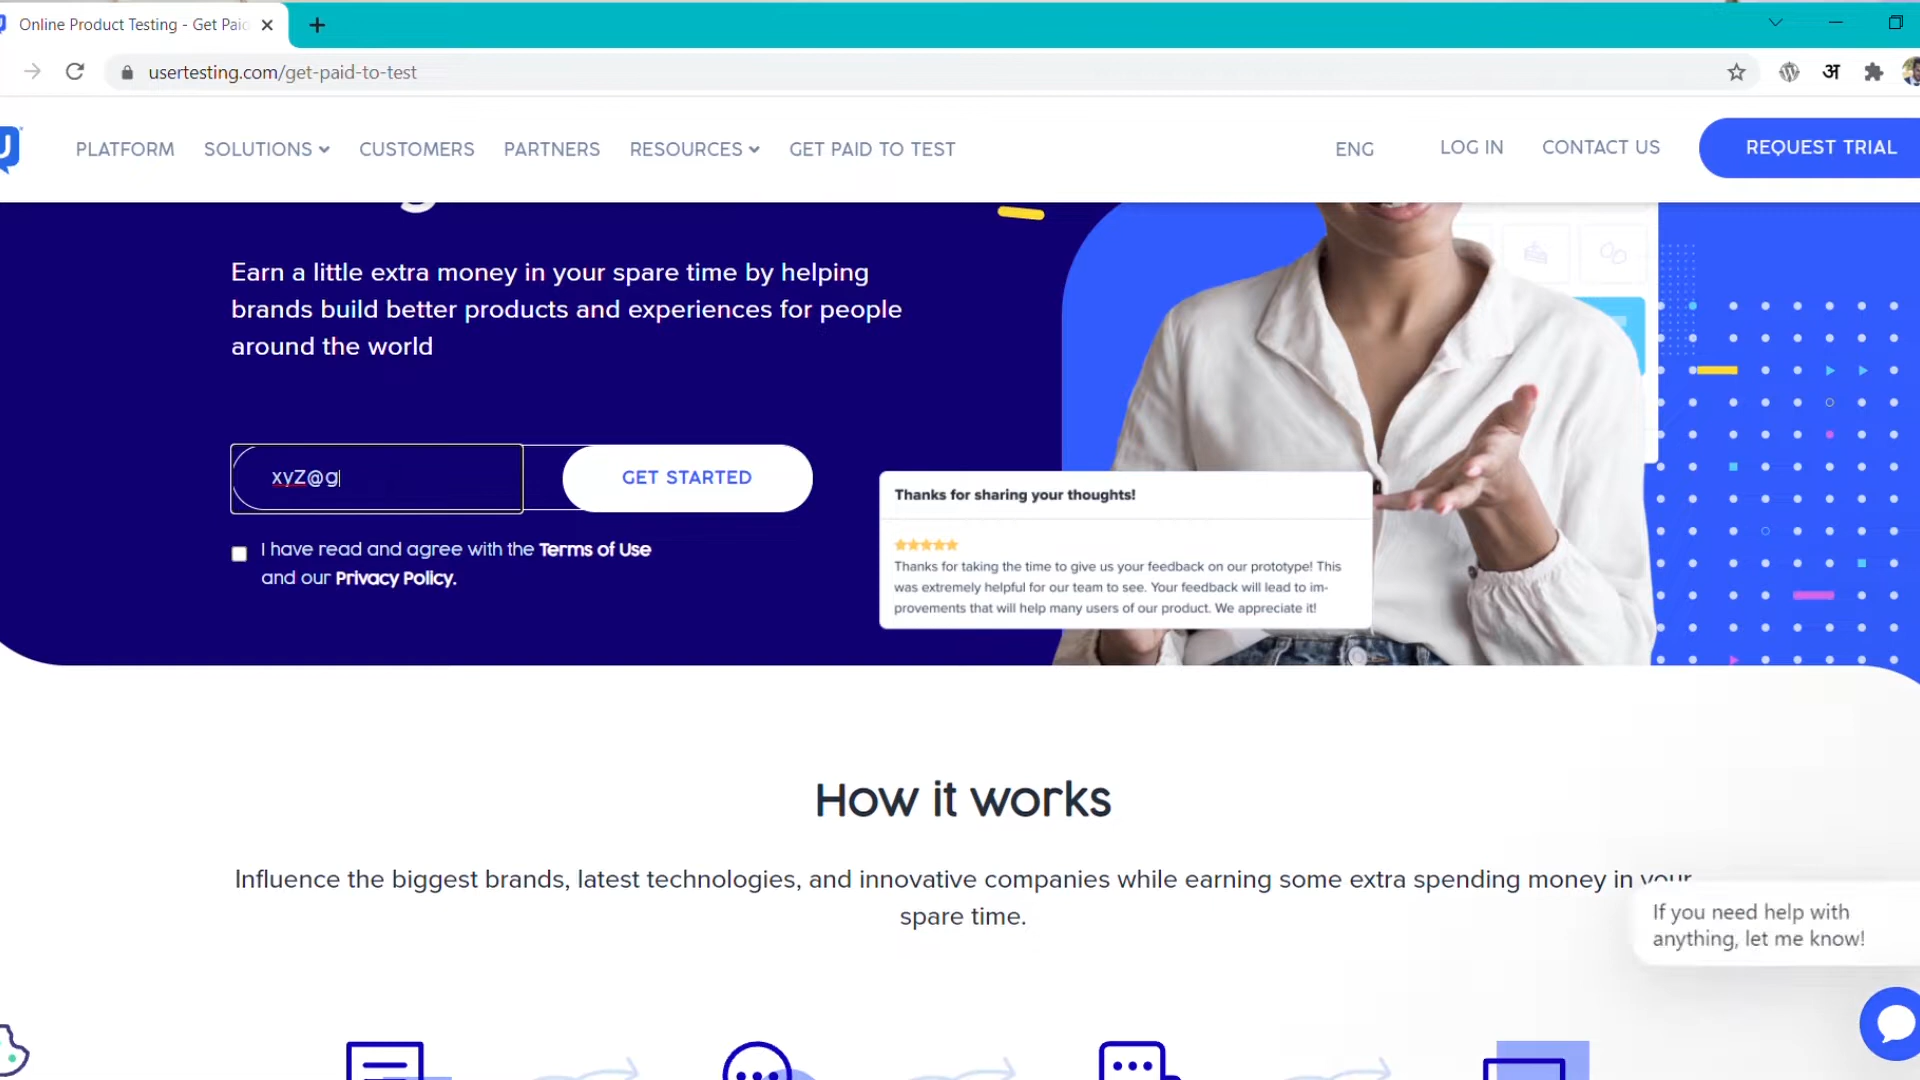 Online Product Testing - Get Paid
usertesting.com/get-paid-to-test
अ
PLATFORM SOLUTIONS CUSTOMERS PARTNERS RESOURCES GET PAID TO TEST ENG LOG IN CONTACT US REQUEST TRIAL
Earn a little extra money in your spare time by helping
brands build better products and experiences for people
around the world
xyZ@g
GET STARTED
I have read and agree with the Terms of Use
and our Privacy Policy.
Thanks for sharing your thoughts!
Thanks for taking the time to give us your feedback on our prototype! This
was extremely helpful for our team to see. Your feedback will lead to im-
provements that will help many users of our product. We appreciate it!
How it works
Influence the biggest brands, latest technologies, and innovative companies while earning some extra spending money in your
spare time.
If you need help with
anything, let me know!